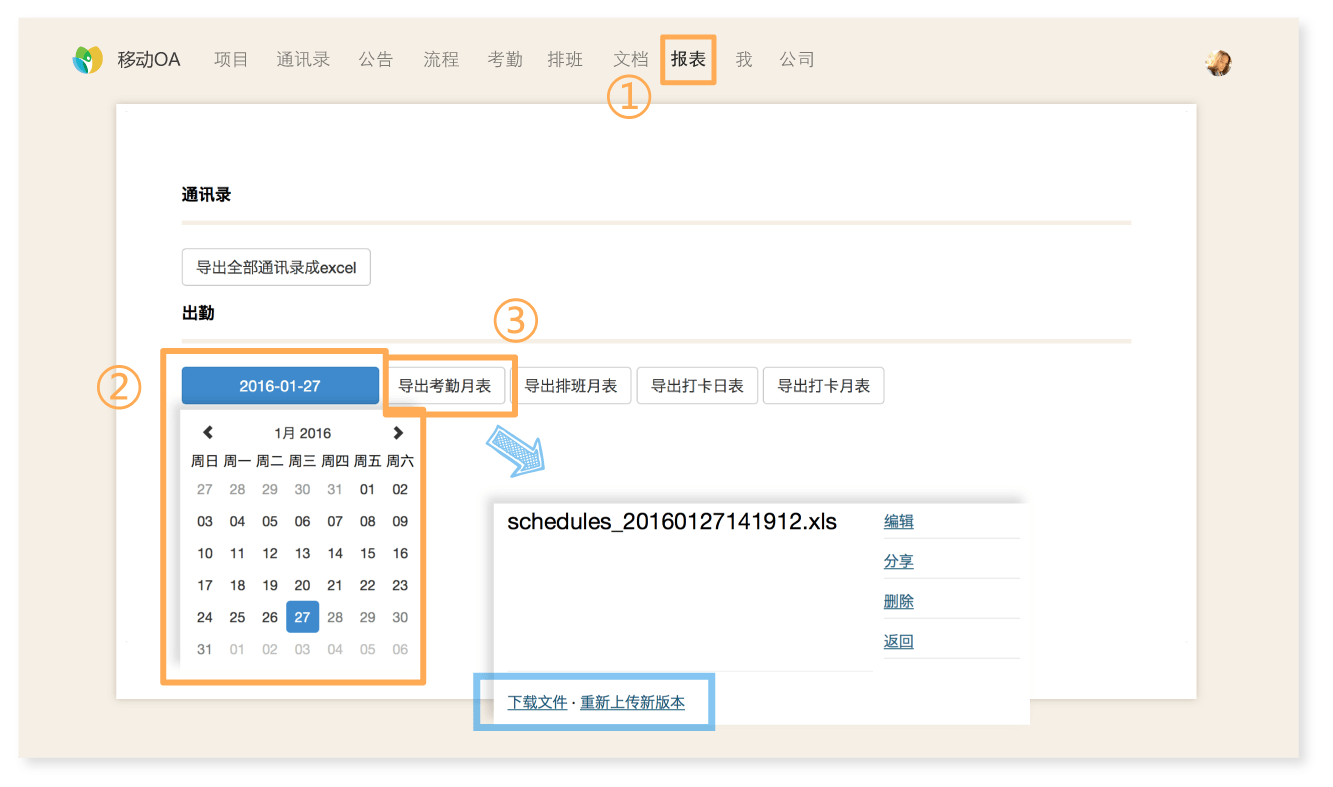 移动OA 项目 通讯录 公告 流程 考勤 排班 文档 报表 我 公司
①
通讯录
导出全部通讯录成excel
出勤
③
②
2016-01-27 导出考勤月表 导出排班月表 导出打卡日表 导出打卡月表
1月 2016
周日 周一 周二 周三 周四 周五 周六
27 28 29 30 31 01 02
03 04 05 06 07 08 09
10 11 12 13 14 15 16
17 18 19 20 21 22 23
24 25 26 27 28 29 30
31 01 02 03 04 05 06
schedules_20160127141912.xls
编辑
分享
删除
返回
下载文件 · 重新上传新版本